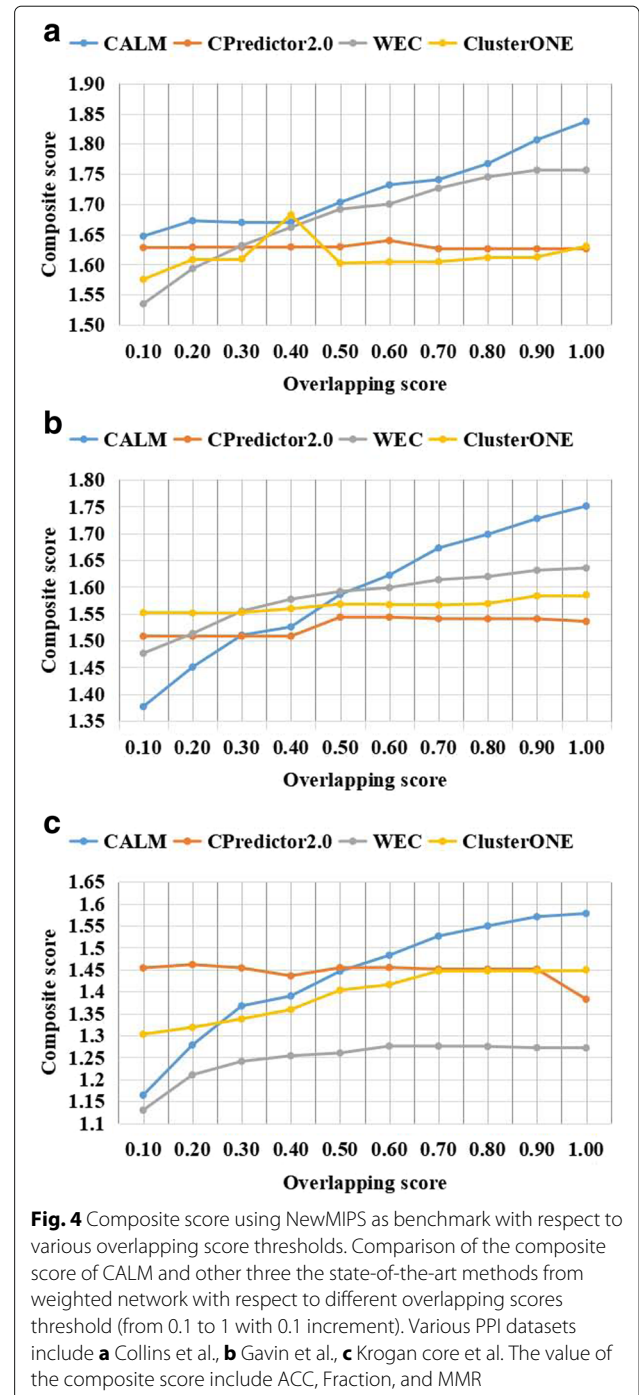 a
CALM CPredictor2.0 WEC ClusterONE
1.90
1.85
1.80
1.75
1.70
1.65
1.60
1.55
1.50
Composite score
0.10 0.20 0.30 0.40 0.50 0.60 0.70 0.80 0.90 1.00
Overlapping score
b
CALM CPredictor2.0 WEC ClusterONE
1.80
1.75
1.70
1.65
1.60
1.55
1.50
1.40
1.35
Composite score
0.10 0.20 0.30 0.40 0.50 0.60 0.70 0.80 0.90 1.00
Overlapping score
c
CALM CPredictor2.0 WEC ClusterONE
1.65
1.6
1.55
1.5
1.45
1.4
1.3
1.25
1.2
1.15
1.1
Composite score
0.10 0.20 0.30 0.40 0.50 0.60 0.70 0.80 0.90 1.00
Overlapping score
Fig. 4 Composite score using NewMIPS as benchmark with respect to
various overlapping score thresholds. Comparison of the composite
score of CALM and other three the state-of-the-art methods from
weighted network with respect to different overlapping scores
threshold (from 0.1 to 1 with 0.1 increment). Various PPI datasets
include a Collins et al., b Gavin et al., c Krogan core et al. The value of
the composite score include ACC, Fraction, and MMR